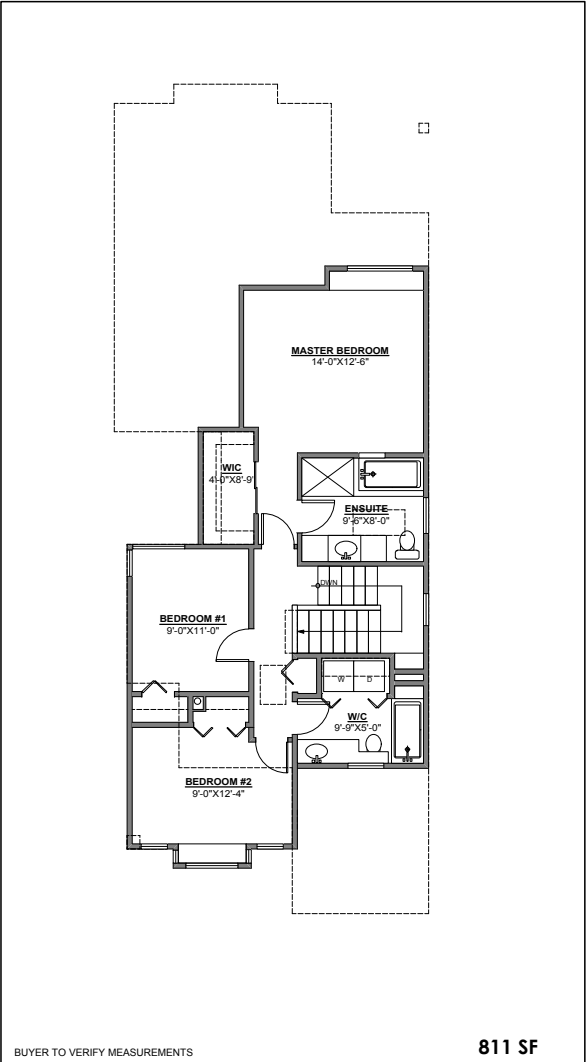 MASTER BEDROOM
14'-0"X12'-6"
WIC
4'-0"X8'-9"
ENSUITE
9'-6"X8'-0"
DWN
BEDROOM #1
9'-0"X11'-0"
W D
W/C
9'-9"X5'-0"
BEDROOM #2
9'-0"X12'-4"
BUYER TO VERIFY MEASUREMENTS
811 SF